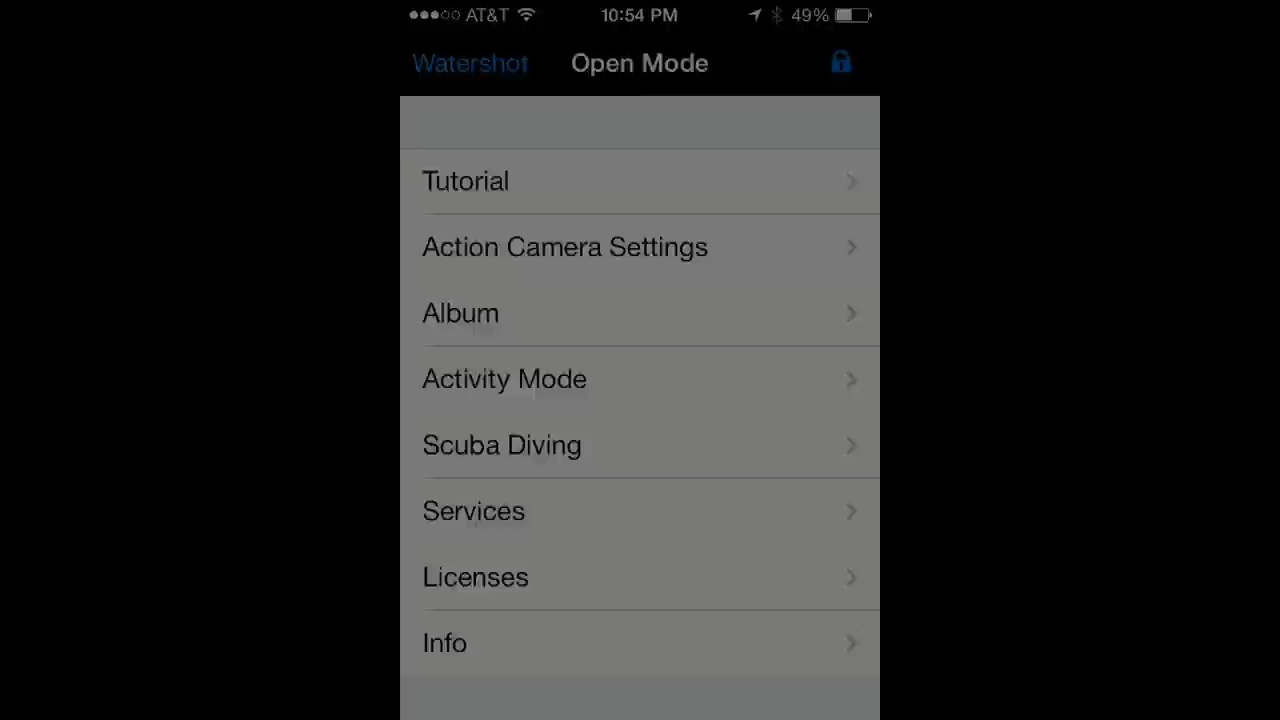 AT&T 10:54 PM 49%
Watershot Open Mode
Tutorial
Action Camera Settings
Album
Activity Mode
Scuba Diving
Services
Licenses
Info